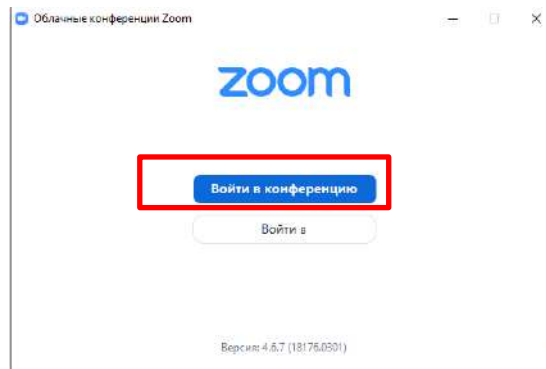 Облачные конференции Zoom
zoom
Войти в конференцию
Войти в
Версия: 4.6.7 (18176.0301)